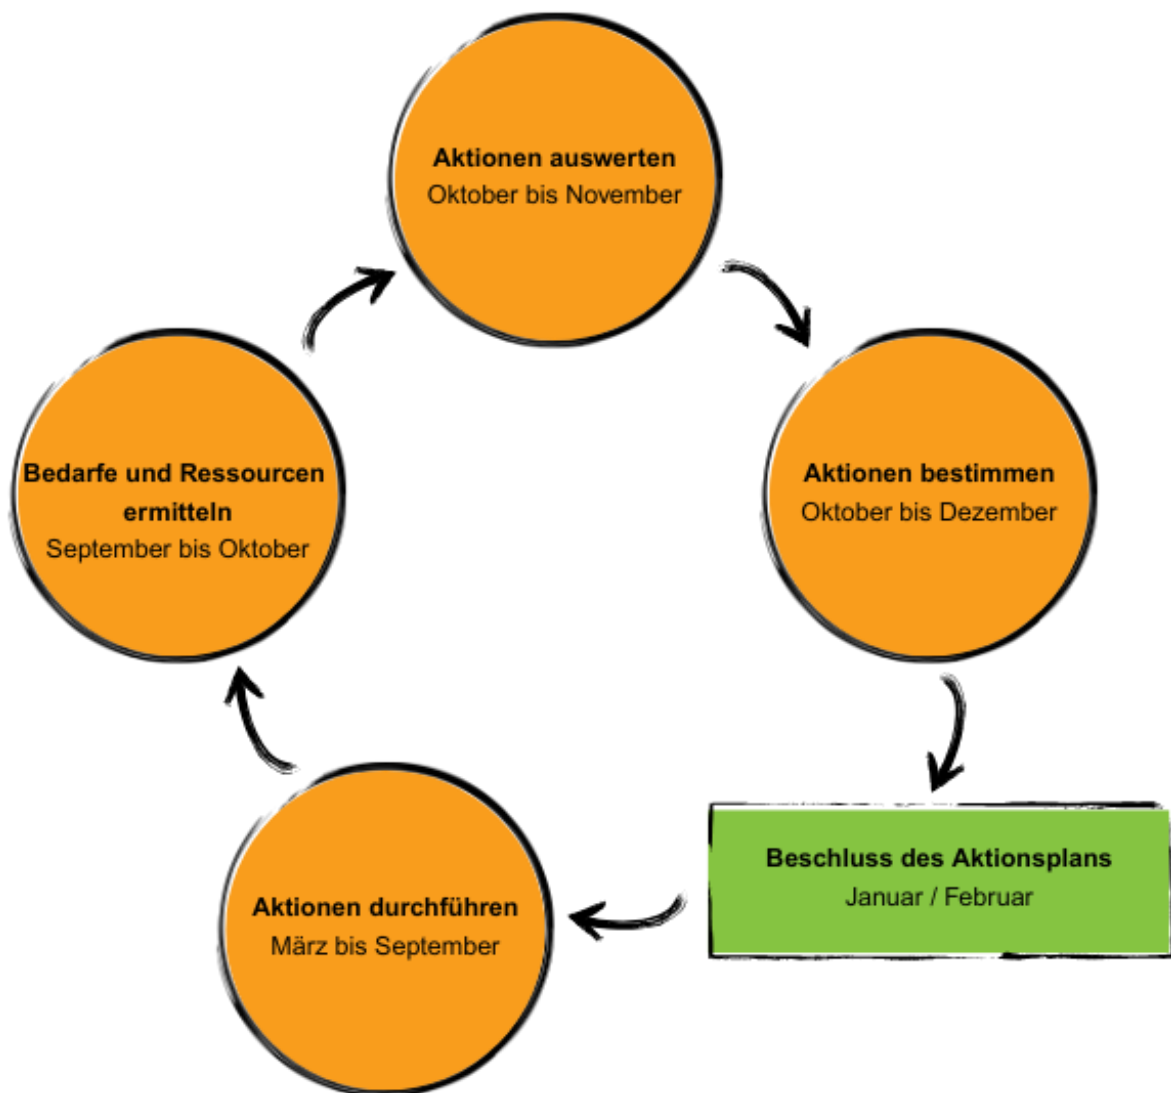 Aktionen auswerten
Oktober bis November
Aktionen bestimmen
Oktober bis Dezember
Beschluss des Aktionsplans
Januar / Februar
Aktionen durchführen
März bis September
Bedarfe und Ressourcen
ermitteln
September bis Oktober